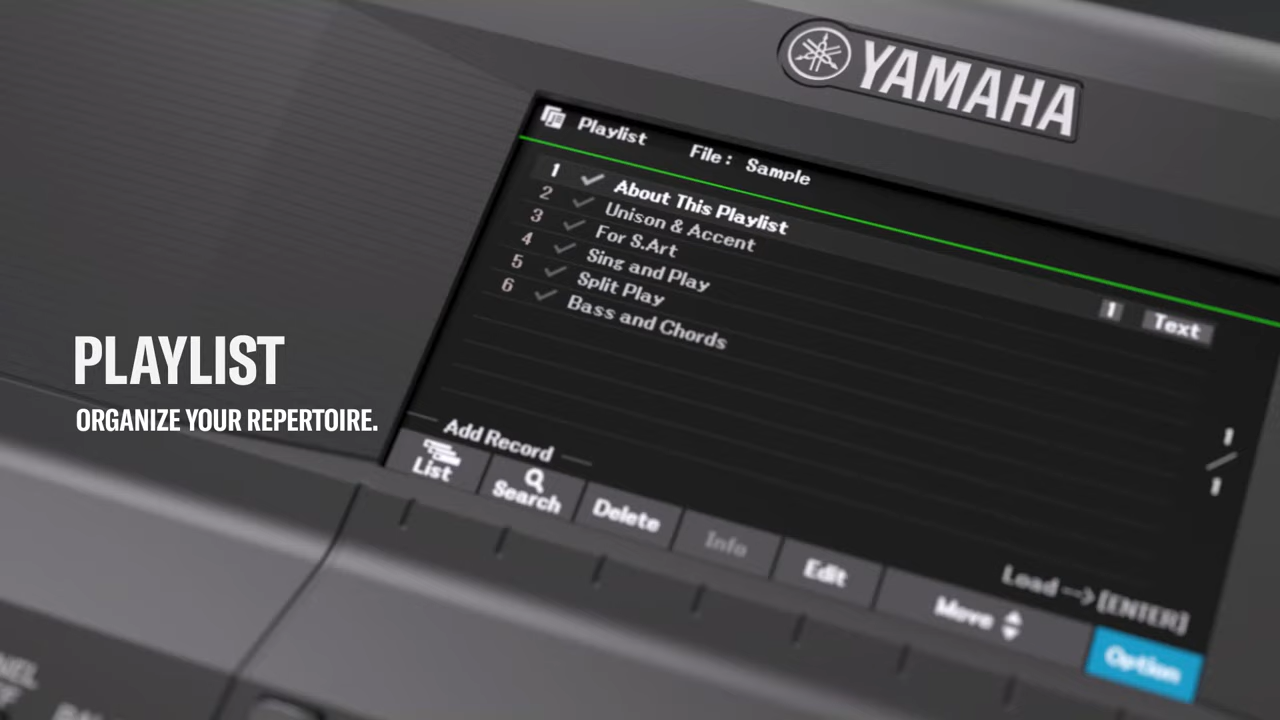 YAMAHA
Playlist File: Sample
1 About This Playlist 1 Text
2 Unison & Accent
3 For S.Art
4 Sing and Play
5 Split Play
6 Bass and Chords
1
/
1
PLAYLIST
ORGANIZE YOUR REPERTOIRE.
Add Record
Load-->[ENTER]
List Search Delete Info Edit Move Option